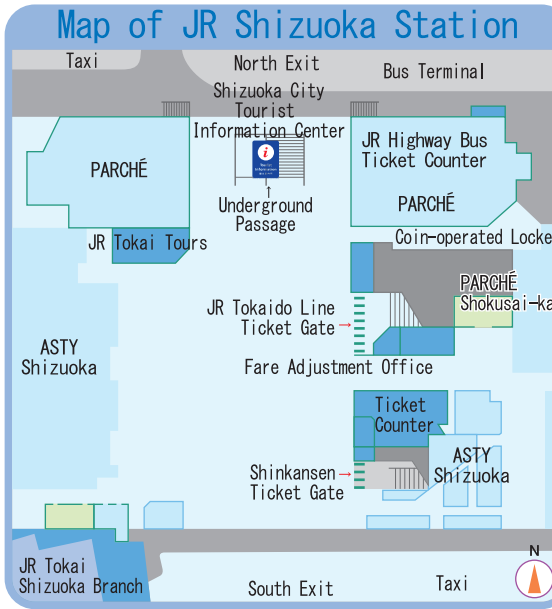 Map of JR Shizuoka Station
Taxi
North Exit
Bus Terminal
Shizuoka City
Tourist
Information Center
PARCHÉ
JR Highway Bus
Ticket Counter
PARCHÉ
Underground
Passage
JR Tokai Tours
Coin-operated Locke
PARCHÉ
Shokusai-ka
JR Tokaido Line
Ticket Gate
ASTY
Shizuoka
Fare Adjustment Office
Ticket
Counter
ASTY
Shizuoka
Shinkansen
Ticket Gate
N
JR Tokai
Shizuoka Branch
South Exit
Taxi